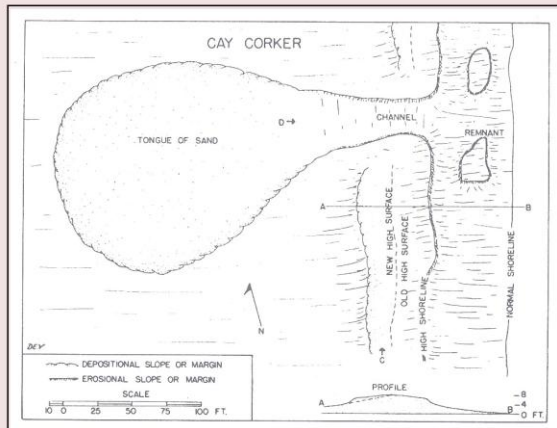 CAY CORKER
D
TONGUE OF SAND
CHANNEL
REMNANT
A
B
NEW HIGH SURFACE
OLD HIGH SURFACE
HIGH SHORELINE
NORMAL SHORELINE
N
C
DEY
DEPOSITIONAL SLOPE OR MARGIN
EROSIONAL SLOPE OR MARGIN
SCALE
10 0 25 50 75 100 FT.
PROFILE
A
8
4
0 FT.
B